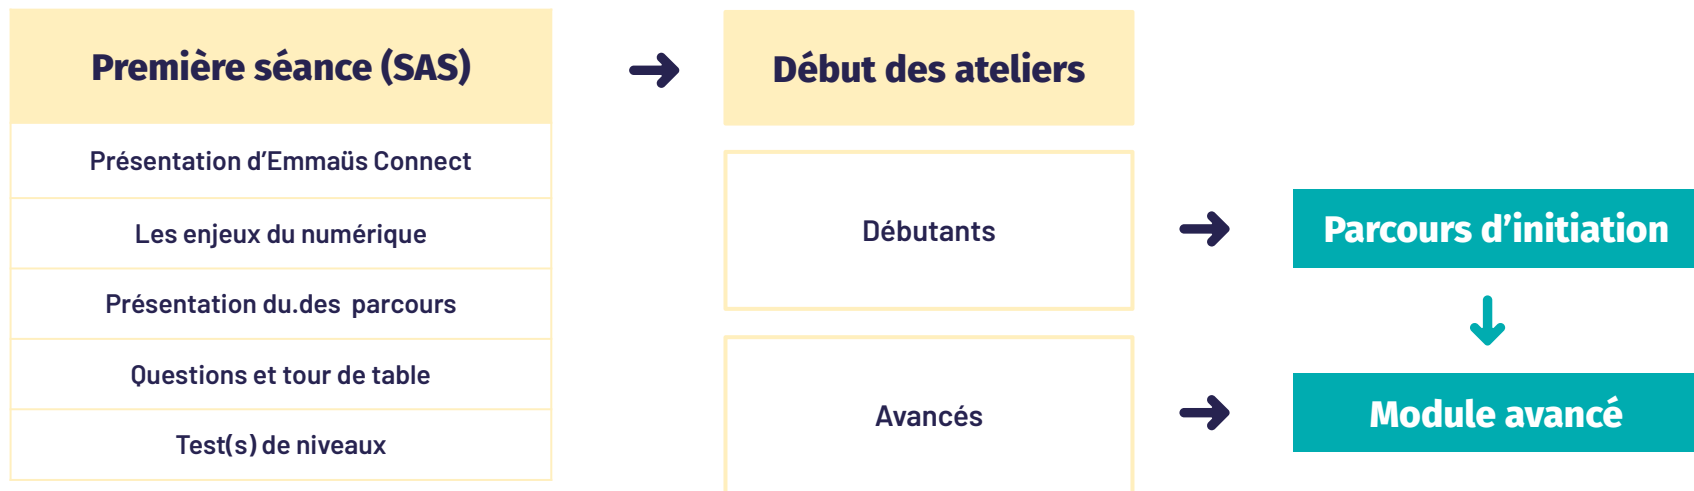 Première séance (SAS)
Présentation d'Emmaüs Connect
Les enjeux du numérique
Présentation du.des parcours
Questions et tour de table
Test(s) de niveaux
Début des ateliers
Débutants
Avancés
Parcours d'initiation
Module avancé